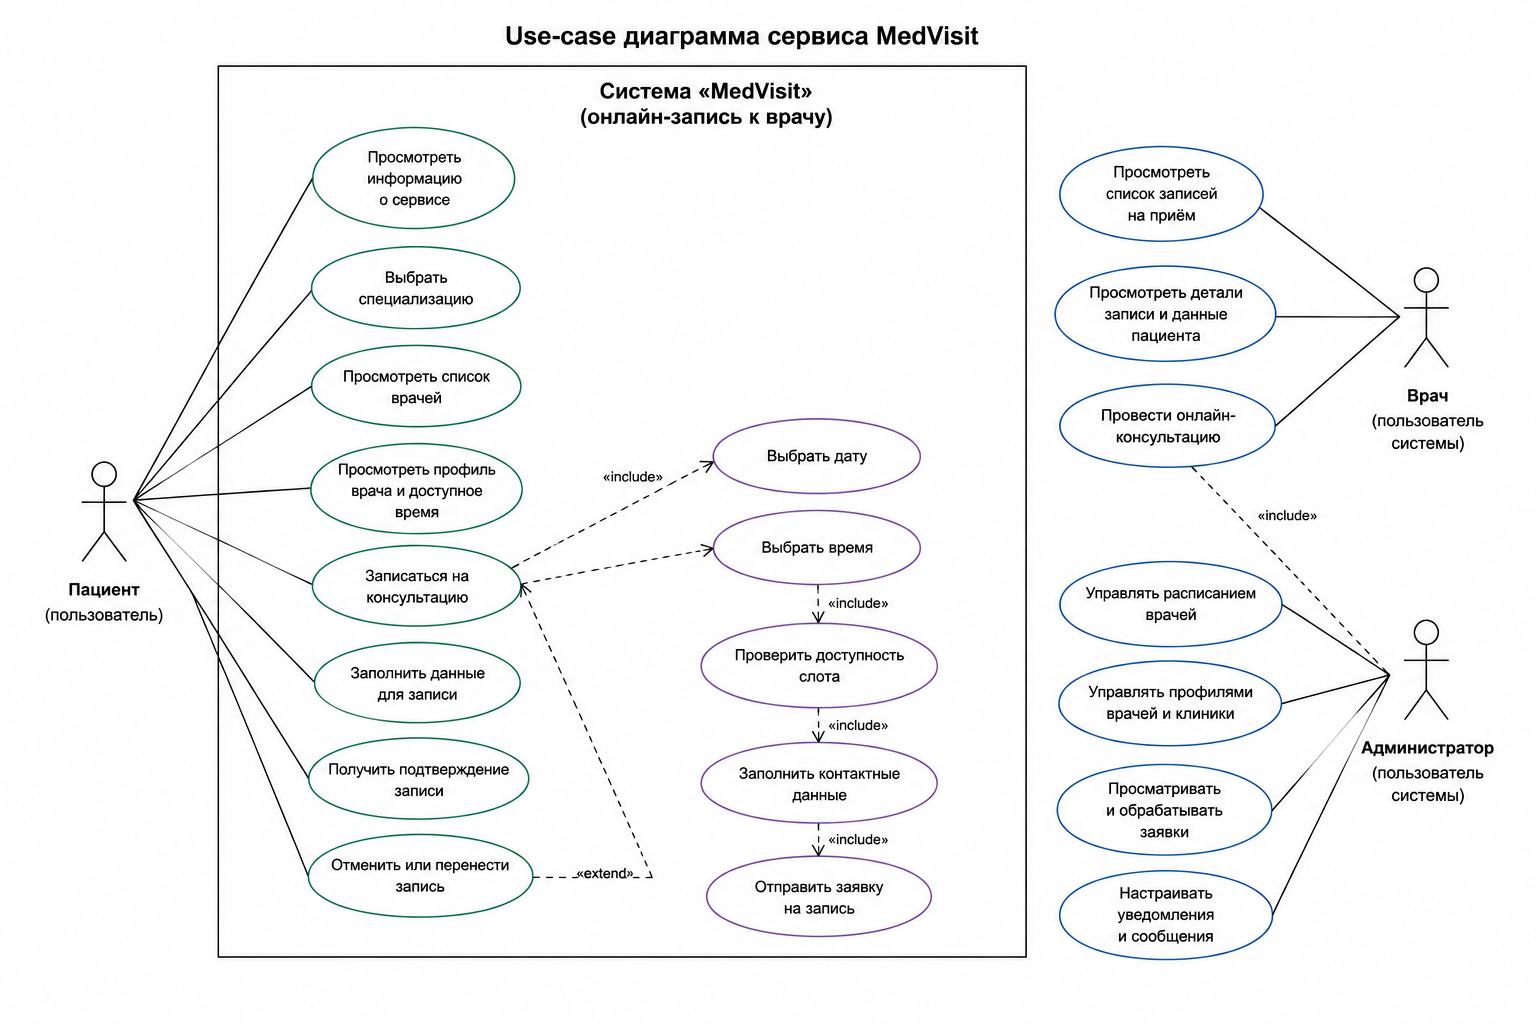 Use-case диаграмма сервиса MedVisit
Система «MedVisit»
(онлайн-запись к врачу)
Просмотреть
информацию
о сервисе
Выбрать
специализацию
Просмотреть список
врачей
Просмотреть профиль
врача и доступное
время
Записаться на
консультацию
Заполнить данные
для записи
Получить подтверждение
записи
Отменить или перенести
запись
Пациент
(пользователь)
«include»
«extend»
Выбрать дату
Выбрать время
«include»
Проверить доступность
слота
«include»
Заполнить контактные
данные
«include»
Отправить заявку
на запись
Просмотреть
список записей
на приём
Просмотреть детали
записи и данные
пациента
Провести онлайн-
консультацию
Врач
(пользователь
системы)
«include»
Управлять расписанием
врачей
Управлять профилями
врачей и клиники
Просматривать
и обрабатывать
заявки
Настраивать
уведомления
и сообщения
Администратор
(пользователь
системы)